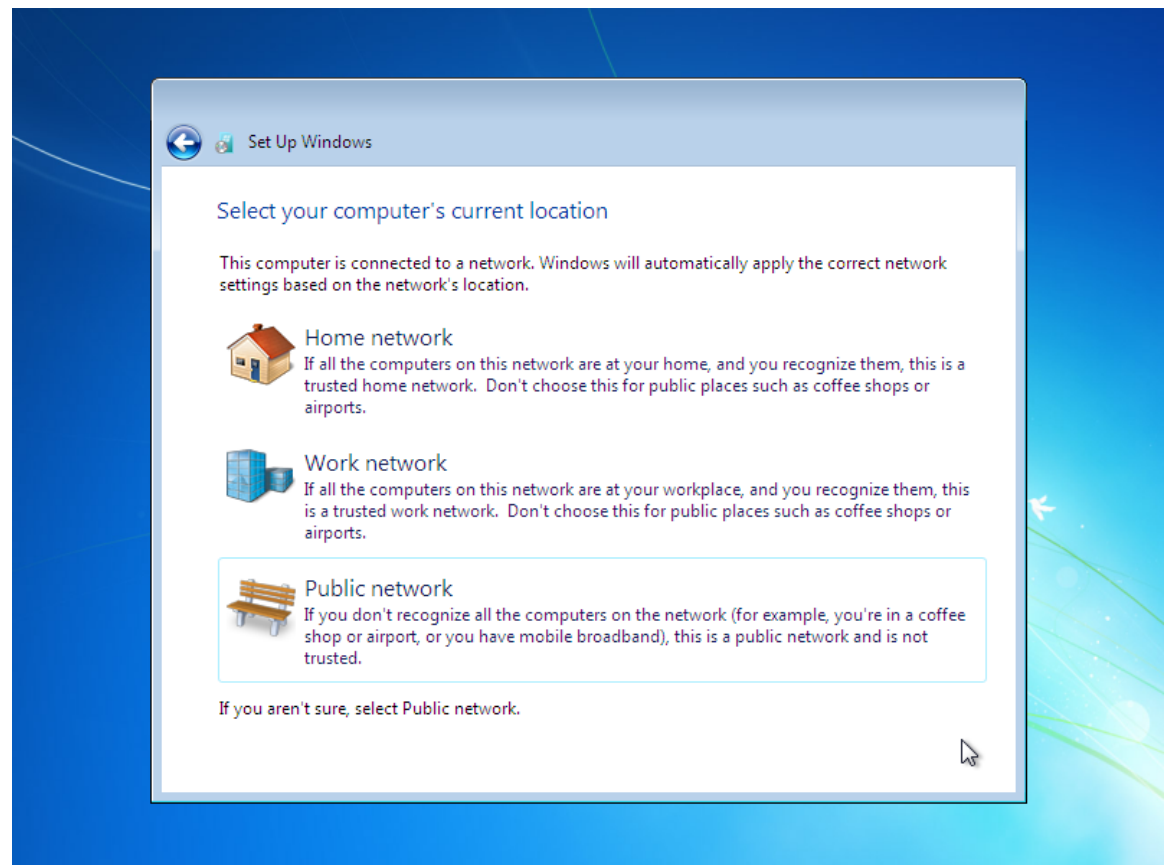 Set Up Windows
Select your computer's current location
This computer is connected to a network. Windows will automatically apply the correct network
settings based on the network's location.
Home network
If all the computers on this network are at your home, and you recognize them, this is a
trusted home network.  Don't choose this for public places such as coffee shops or
airports.
Work network
If all the computers on this network are at your workplace, and you recognize them, this
is a trusted work network.  Don't choose this for public places such as coffee shops or
airports.
Public network
If you don't recognize all the computers on the network (for example, you're in a coffee
shop or airport, or you have mobile broadband), this is a public network and is not
trusted.
If you aren't sure, select Public network.